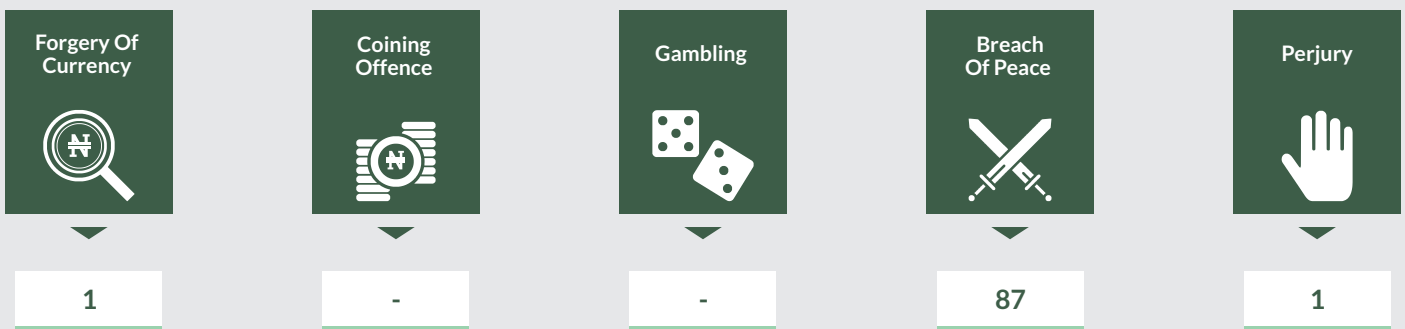 Forgery Of
Currency
Coining
Offence
Gambling
Breach
Of Peace
Perjury
₦
₦
1
-
-
87
1